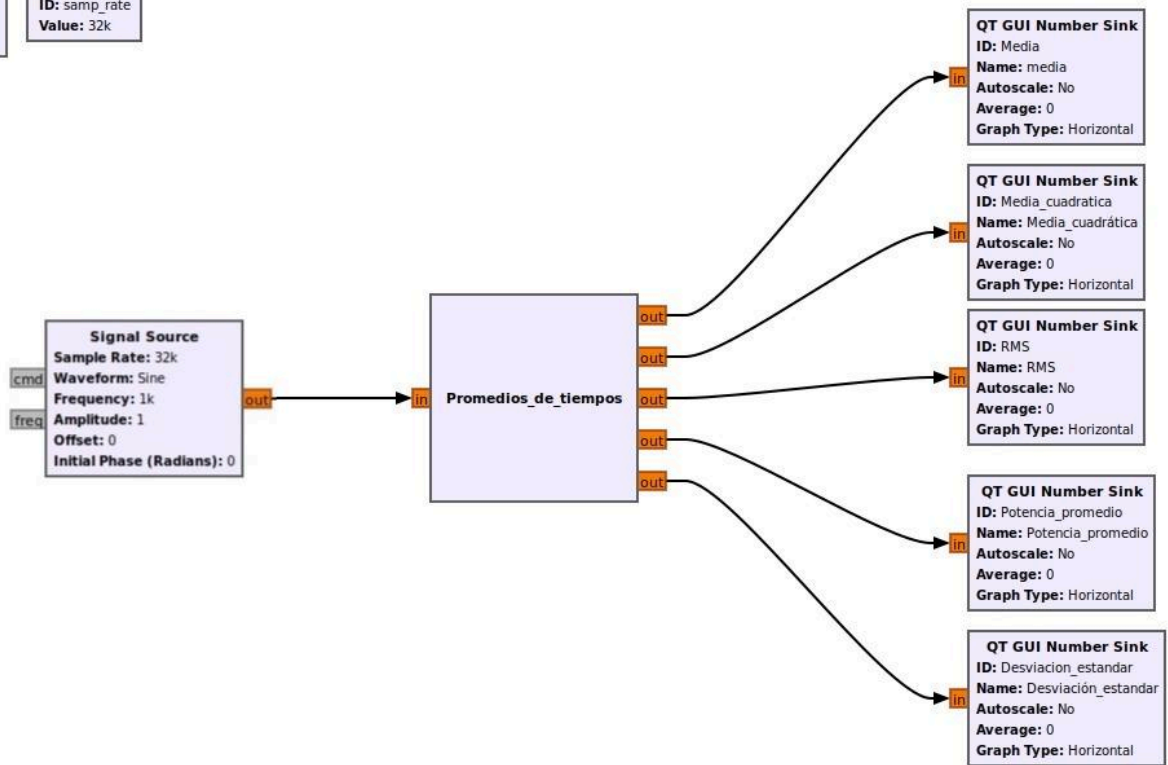 ID: samp_rate
Value: 32k
Signal Source
Sample Rate: 32k
Waveform: Sine
Frequency: 1k
Amplitude: 1
Offset: 0
Initial Phase (Radians): 0
cmd
freq
out
in
Promedios_de_tiempos
out
out
out
out
out
in
QT GUI Number Sink
ID: Media
Name: media
Autoscale: No
Average: 0
Graph Type: Horizontal
in
QT GUI Number Sink
ID: Media_cuadratica
Name: Media_cuadrática
Autoscale: No
Average: 0
Graph Type: Horizontal
in
QT GUI Number Sink
ID: RMS
Name: RMS
Autoscale: No
Average: 0
Graph Type: Horizontal
in
QT GUI Number Sink
ID: Potencia_promedio
Name: Potencia_promedio
Autoscale: No
Average: 0
Graph Type: Horizontal
in
QT GUI Number Sink
ID: Desviacion_estandar
Name: Desviación_estandar
Autoscale: No
Average: 0
Graph Type: Horizontal